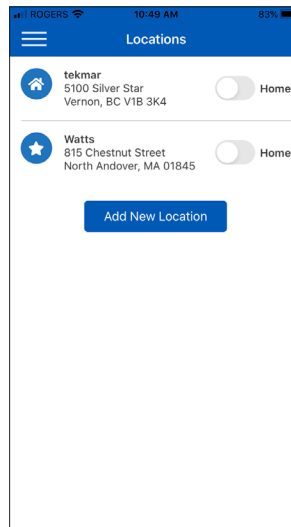 ROGERS 10:49 AM 83%
Locations
tekmar
5100 Silver Star
Vernon, BC V1B 3K4
Home
Watts
815 Chestnut Street
North Andover, MA 01845
Home
Add New Location